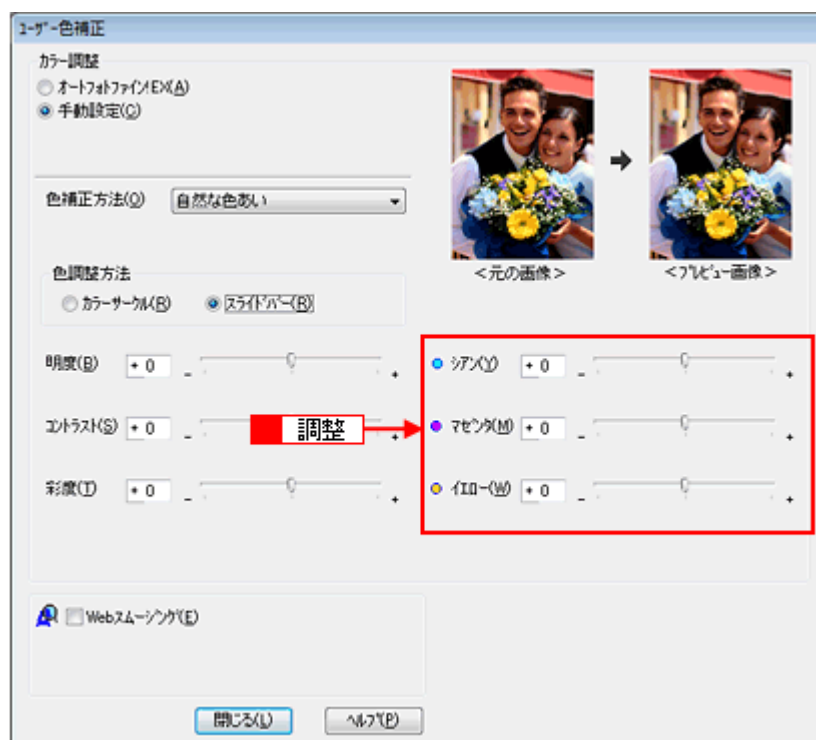 ユーザー色補正
カラー調整
オートフォトファイン!EX(A)
手動設定(C)
色補正方法(O) 自然な色あい
<元の画像> <プレビュー画像>
色調整方法
カラーサークル(R) スライドバー(R)
明度(B) +0 - + シアン(Y) +0 - +
コントラスト(S) +0 - 調整 + マゼンタ(M) +0 - +
彩度(T) +0 - + イエロー(W) +0 - +
Webスムージング(E)
閉じる(L) ヘルプ(P)